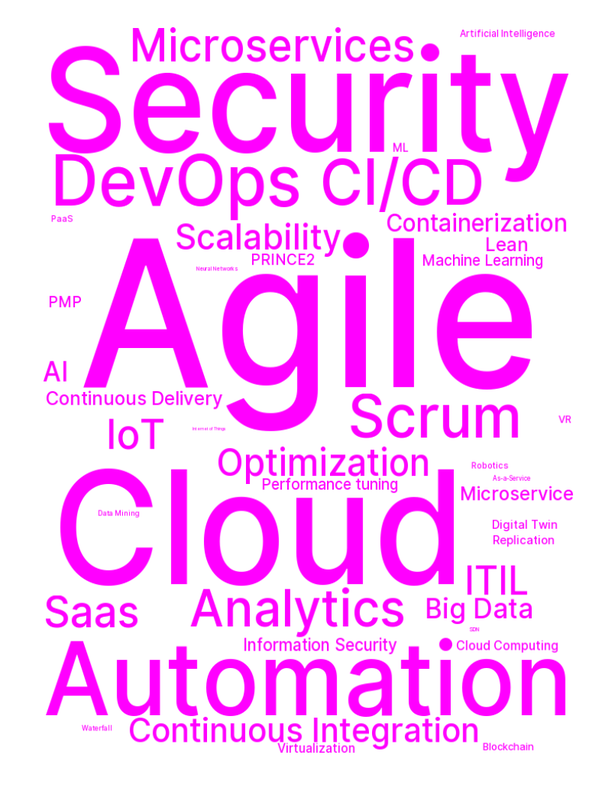 Artificial Intelligence
Microservices
Security
ML
DevOps CI/CD
PaaS
Containerization
Scalability
Lean
PRINCE2
Machine Learning
Neural Networks
Agile
PMP
AI
Continuous Delivery
Scrum
VR
IoT
Internet of Things
Optimization
Robotics
As-a-Service
Performance tuning
Microservice
Cloud
Data Mining
Digital Twin
Replication
ITIL
Saas
Analytics
Big Data
SDN
Information Security
Cloud Computing
Automation
Waterfall
Continuous Integration
Virtualization
Blockchain